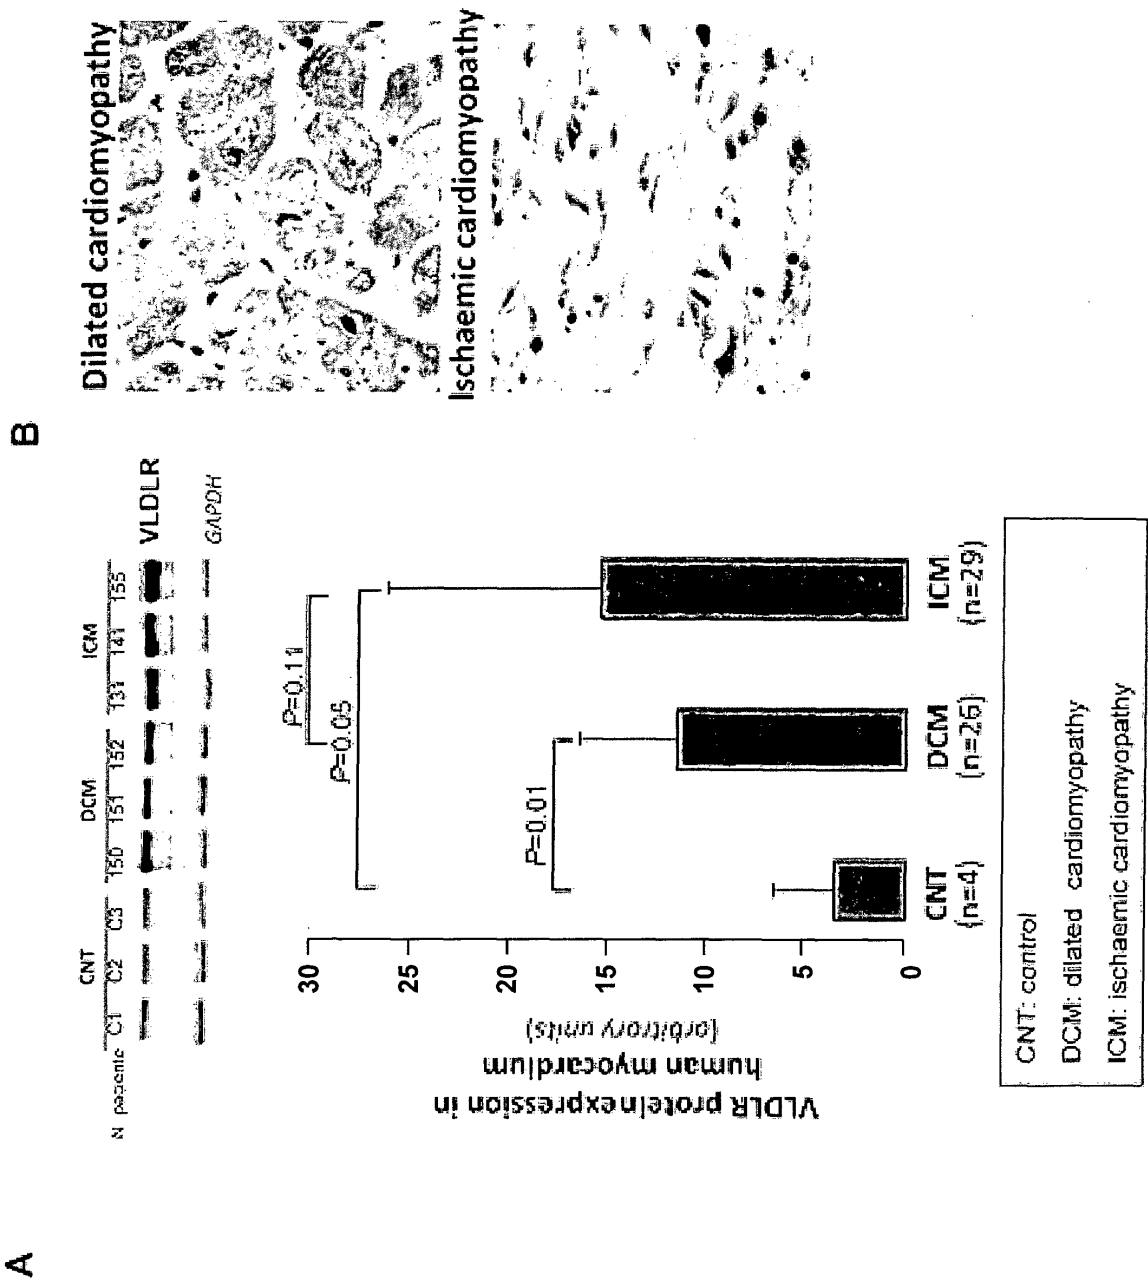 A
N patients
CNT
DCM
ICM
C1 C2 C3 150 151 152 131 141 155
VLDLR
GAPDH
VLDLR protein expression in
human myocardium
(arbitrory units)
30
25
20
15
10
5
0
P=0.11
P=0.05
P=0.01
CNT
(n=4)
DCM
(n=26)
ICM
(n=29)
CNT: control
DCM: dilated cardiomyopathy
ICM: ischaemic cardiomyopathy
B
Dilated cardiomyopathy
Ischaemic cardiomyopathy